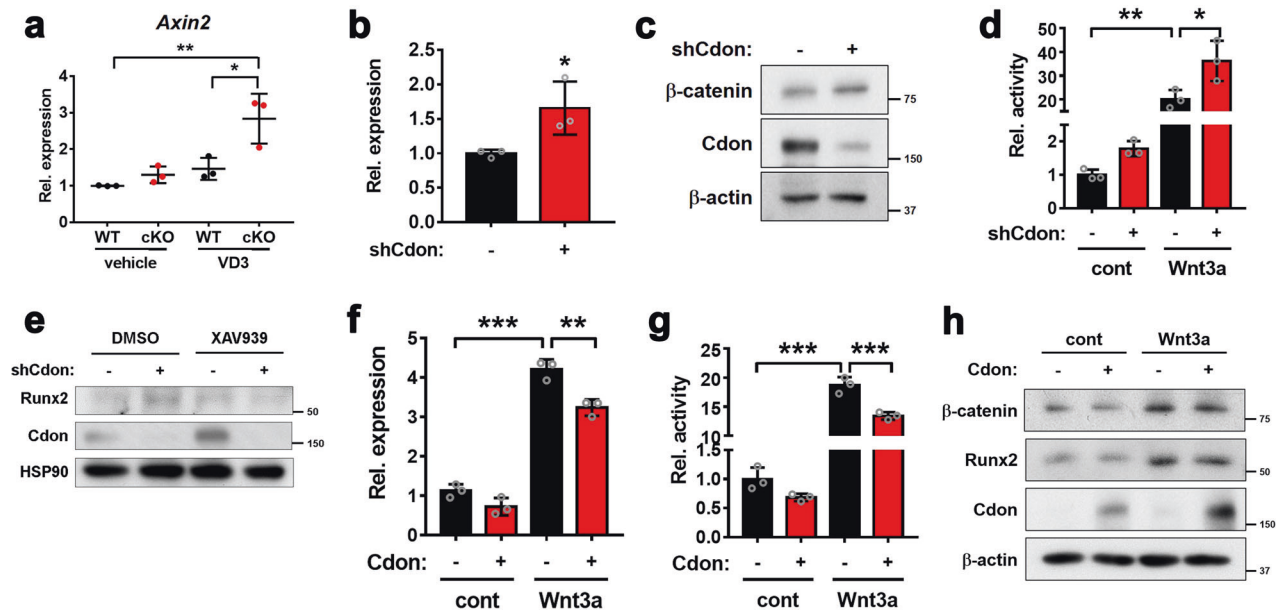 a
Axin2
**
*
Rel. expression
4
3
2
1
0
WT cKO WT cKO
vehicle VD3
b
Rel. expression
2.5
2.0
1.5
1.0
0.5
0.0
*
shCdon: - +
c
shCdon: - +
β-catenin
75
Cdon
150
β-actin
37
d
** *
Rel. activity
50
40
30
20
2
1
0
shCdon: - + - +
cont Wnt3a
e
DMSO XAV939
shCdon: - + - +
Runx2
50
Cdon
150
HSP90
f
*** **
Rel. expression
5
4
3
2
1
0
Cdon: - + - +
cont Wnt3a
g
*** ***
Rel. activity
25
20
15
10
1.5
1.0
0.5
0.0
Cdon: - + - +
cont Wnt3a
h
cont Wnt3a
Cdon: - + - +
β-catenin
75
Runx2
50
Cdon
150
β-actin
37